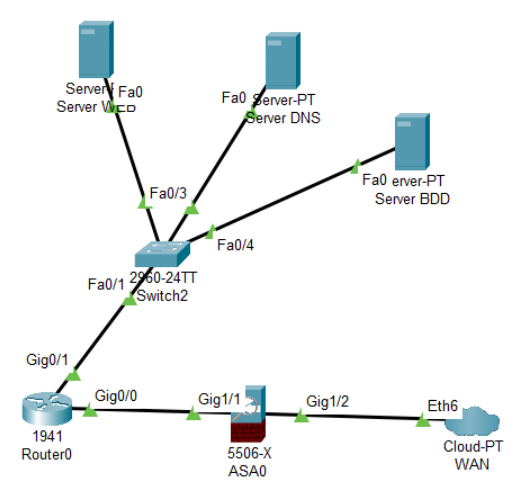 Fa0
Server WEB
Fa0
Server-PT
Server DNS
Fa0
erver-PT
Server BDD
Fa0/3
Fa0/4
2960-24TT
Switch2
Fa0/1
Gig0/1
Gig0/0
1941
Router0
Gig1/1
Gig1/2
5506-X
ASA0
Eth6
Cloud-PT
WAN